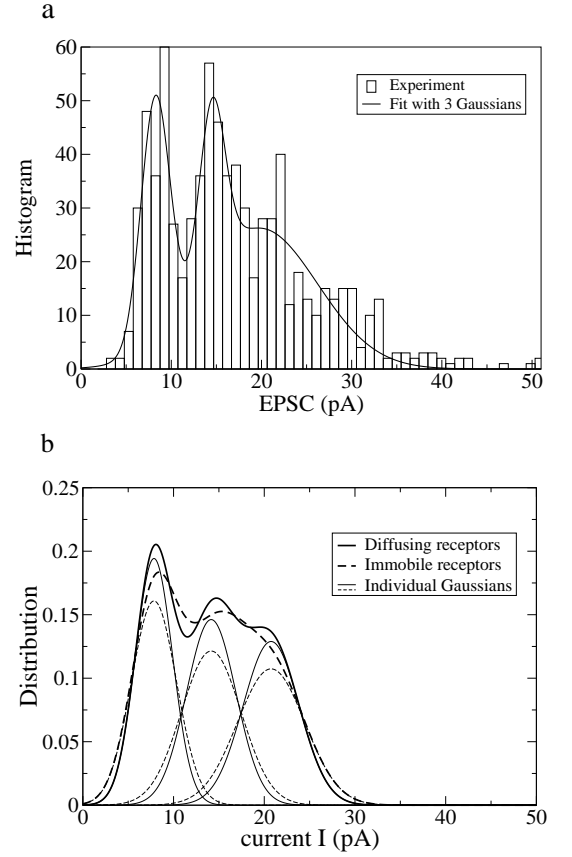 a
60
50
40
30
20
10
0
Histogram
Experiment
Fit with 3 Gaussians
0 10 20 30 40 50
EPSC (pA)
b
0.25
0.2
0.15
0.1
0.05
0
Distribution
Diffusing receptors
Immobile receptors
Individual Gaussians
0 10 20 30 40 50
current I (pA)